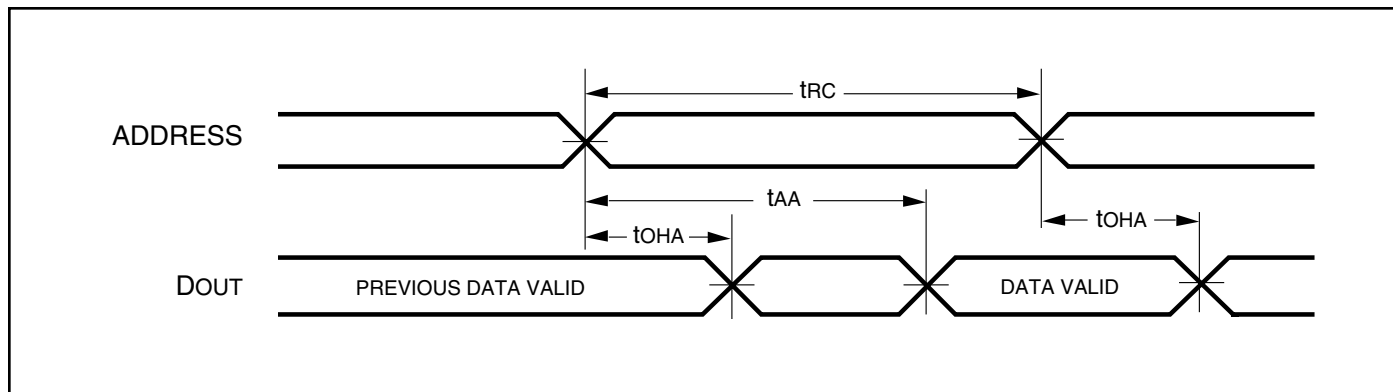 tRC
ADDRESS
tAA
tOHA
tOHA
DOUT
PREVIOUS DATA VALID
DATA VALID